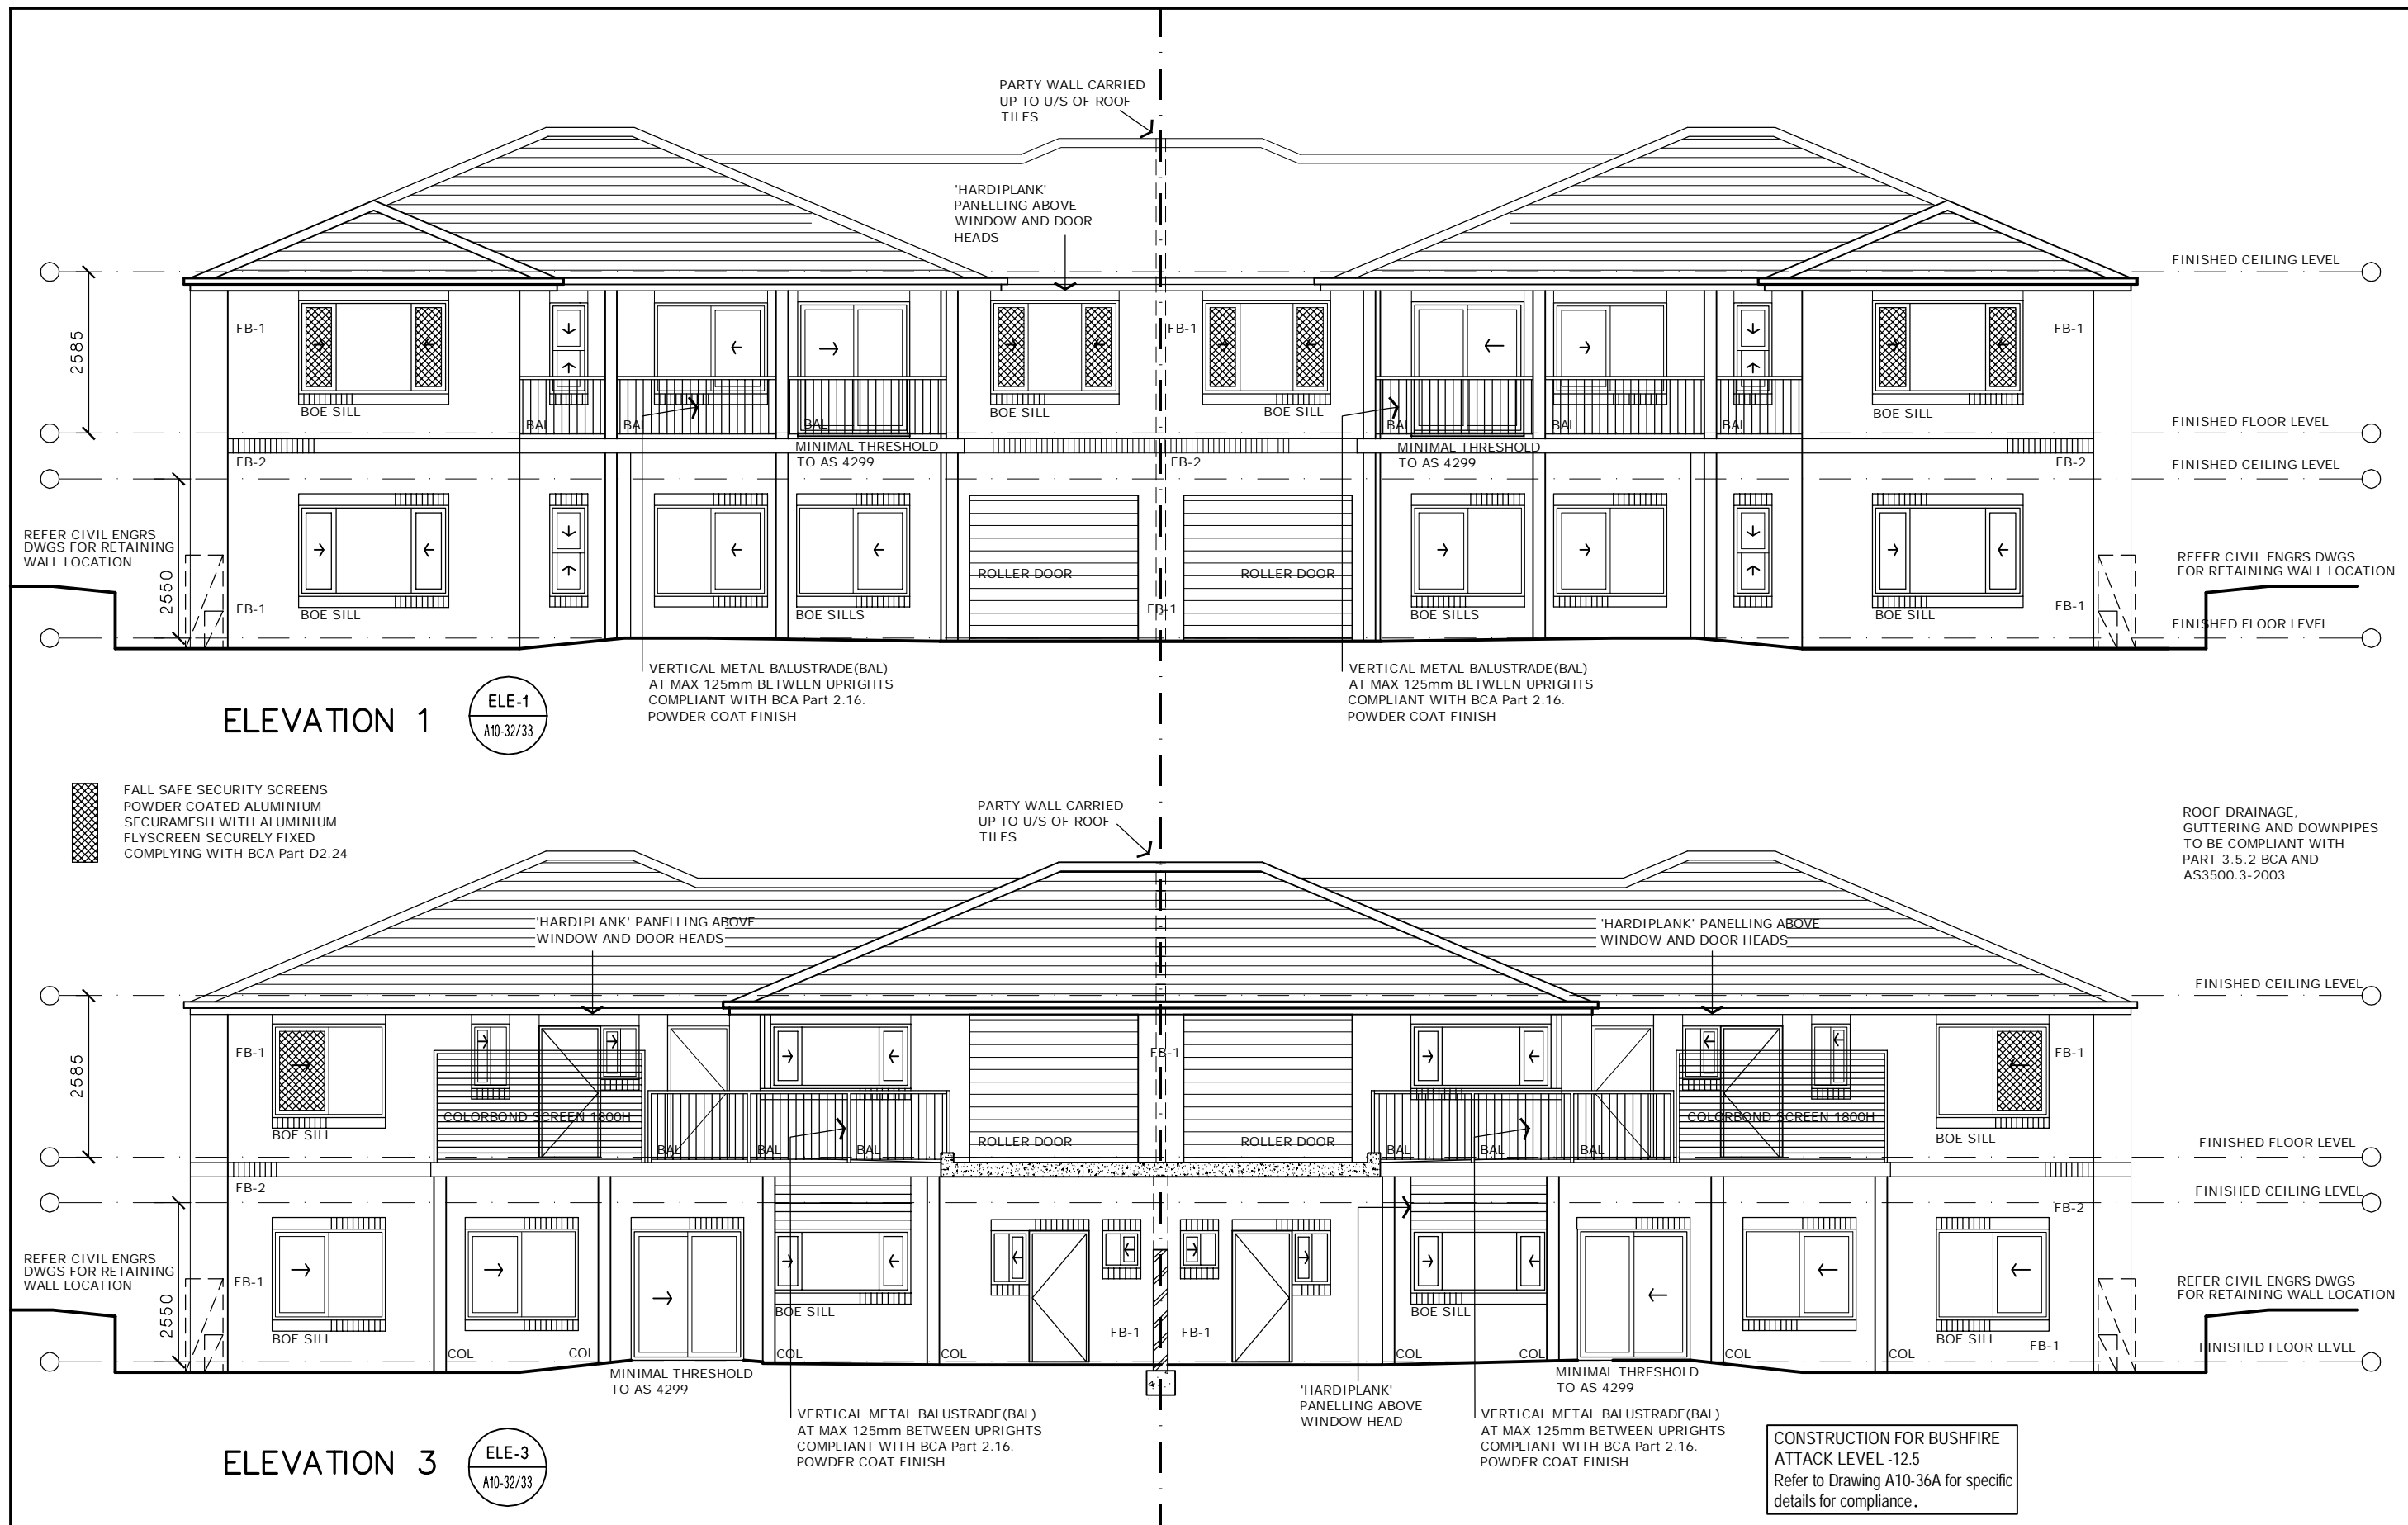 PARTY WALL CARRIED
UP TO U/S OF ROOF
TILES
'HARDIPLANK'
PANELLING ABOVE
WINDOW AND DOOR
HEADS
FINISHED CEILING LEVEL
2585
FB-1
FB-1
FB-1
BOE SILL
BOE SILL
BOE SILL
BOE SILL
BAL
BAL
BAL
BAL
BAL
BAL
FINISHED FLOOR LEVEL
MINIMAL THRESHOLD
TO AS 4299
MINIMAL THRESHOLD
TO AS 4299
FB-2
FB-2
FB-2
FINISHED CEILING LEVEL
REFER CIVIL ENGRS
DWGS FOR RETAINING
WALL LOCATION
2550
ROLLER DOOR
ROLLER DOOR
REFER CIVIL ENGRS DWGS
FOR RETAINING WALL LOCATION
FB-1
BOE SILL
BOE SILLS
FB-1
BOE SILLS
BOE SILL
FB-1
FINISHED FLOOR LEVEL
VERTICAL METAL BALUSTRADE(BAL)
AT MAX 125mm BETWEEN UPRIGHTS
COMPLIANT WITH BCA Part 2.16.
POWDER COAT FINISH
VERTICAL METAL BALUSTRADE(BAL)
AT MAX 125mm BETWEEN UPRIGHTS
COMPLIANT WITH BCA Part 2.16.
POWDER COAT FINISH
ELEVATION 1
ELE-1
A10-32/33
FALL SAFE SECURITY SCREENS
POWDER COATED ALUMINIUM
SECURAMESH WITH ALUMINIUM
FLYSCREEN SECURELY FIXED
COMPLYING WITH BCA Part D2.24
PARTY WALL CARRIED
UP TO U/S OF ROOF
TILES
ROOF DRAINAGE,
GUTTERING AND DOWNPIPES
TO BE COMPLIANT WITH
PART 3.5.2 BCA AND
AS3500.3-2003
'HARDIPLANK' PANELLING ABOVE
WINDOW AND DOOR HEADS
'HARDIPLANK' PANELLING ABOVE
WINDOW AND DOOR HEADS
FINISHED CEILING LEVEL
2585
FB-1
FB-1
FB-1
COLORBOND SCREEN 1800H
COLORBOND SCREEN 1800H
BOE SILL
BOE SILL
BAL
BAL
BAL
ROLLER DOOR
ROLLER DOOR
BAL
BAL
BAL
FINISHED FLOOR LEVEL
FB-2
FB-2
FINISHED CEILING LEVEL
REFER CIVIL ENGRS
DWGS FOR RETAINING
WALL LOCATION
2550
REFER CIVIL ENGRS DWGS
FOR RETAINING WALL LOCATION
FB-1
BOE SILL
BOE SILL
FB-1
FB-1
BOE SILL
BOE SILL
FB-1
COL
COL
COL
COL
COL
COL
COL
COL
FINISHED FLOOR LEVEL
MINIMAL THRESHOLD
TO AS 4299
MINIMAL THRESHOLD
TO AS 4299
VERTICAL METAL BALUSTRADE(BAL)
AT MAX 125mm BETWEEN UPRIGHTS
COMPLIANT WITH BCA Part 2.16.
POWDER COAT FINISH
'HARDIPLANK'
PANELLING ABOVE
WINDOW HEAD
VERTICAL METAL BALUSTRADE(BAL)
AT MAX 125mm BETWEEN UPRIGHTS
COMPLIANT WITH BCA Part 2.16.
POWDER COAT FINISH
ELEVATION 3
ELE-3
A10-32/33
CONSTRUCTION FOR BUSHFIRE
ATTACK LEVEL -12.5
Refer to Drawing A10-36A for specific
details for compliance.